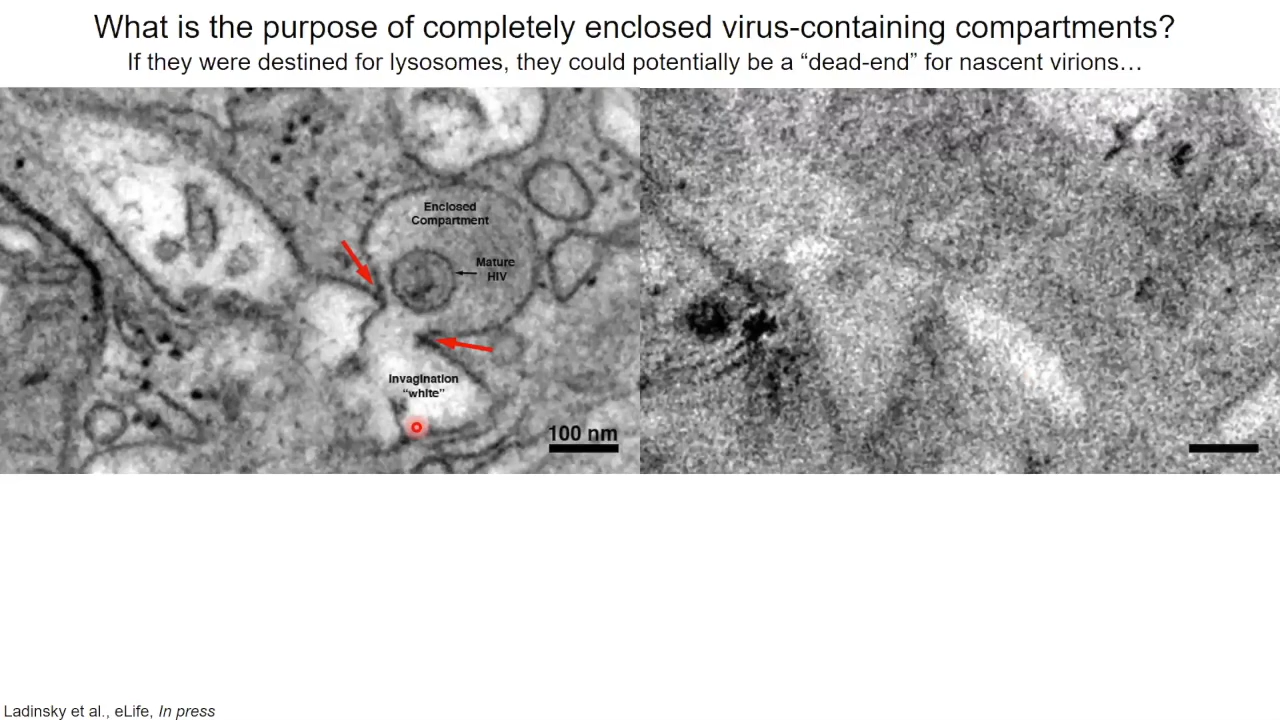 What is the purpose of completely enclosed virus-containing compartments?
If they were destined for lysosomes, they could potentially be a “dead-end” for nascent virions…
Enclosed
Compartment
Mature
HIV
Invagination
“white”
100 nm
Ladinsky et al., eLife, In press